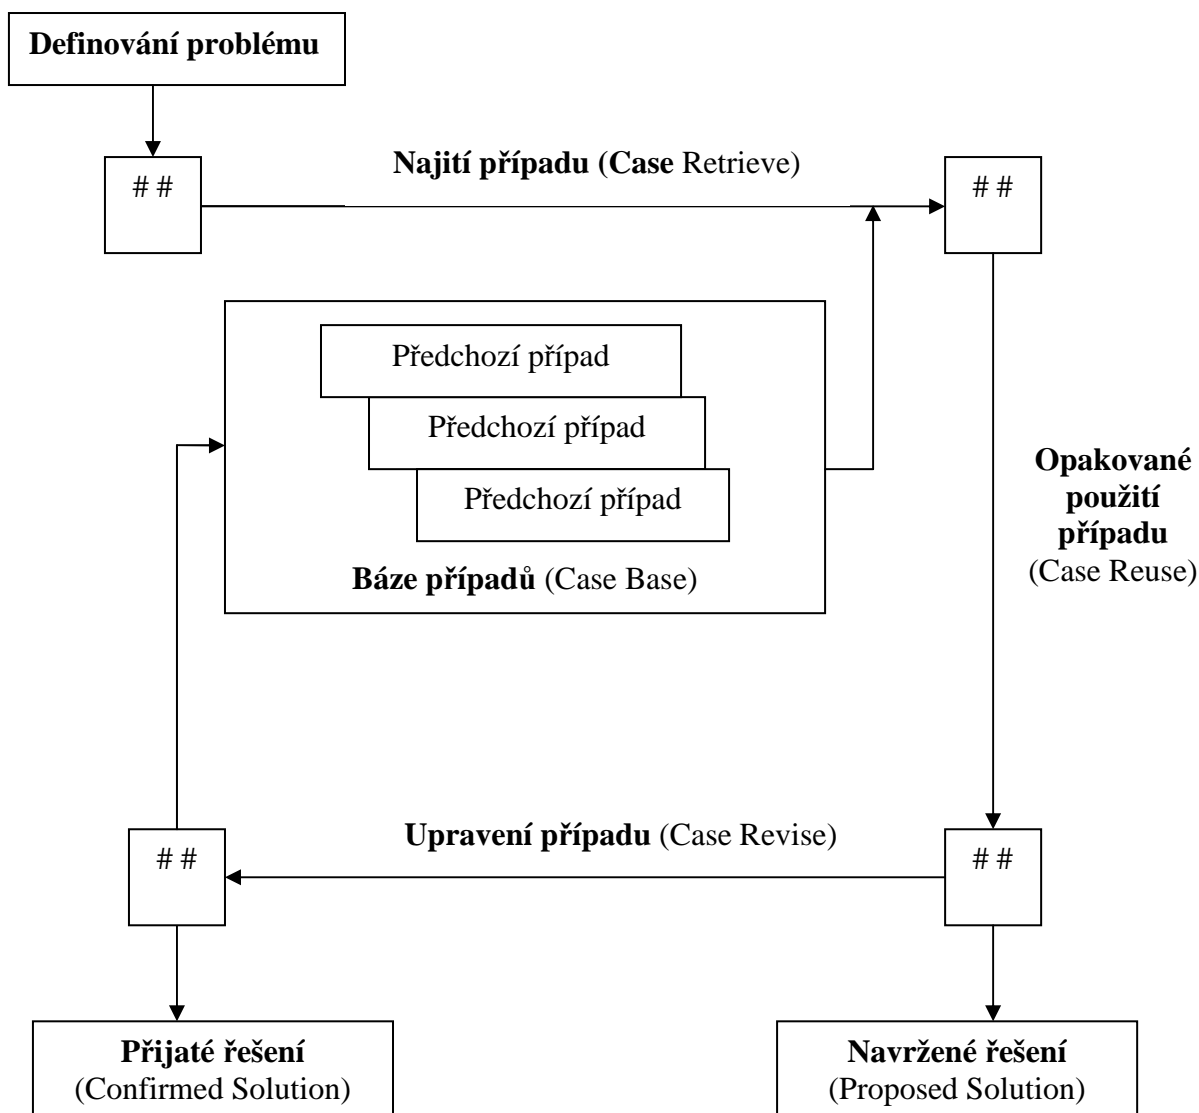 Definování problému
Najití případu (Case Retrieve)
# #
# #
Předchozí případ
Předchozí případ
Předchozí případ
Báze případů (Case Base)
Opakované
použití
případu
(Case Reuse)
Upravení případu (Case Revise)
# #
# #
Přijaté řešení
(Confirmed Solution)
Navržené řešení
(Proposed Solution)